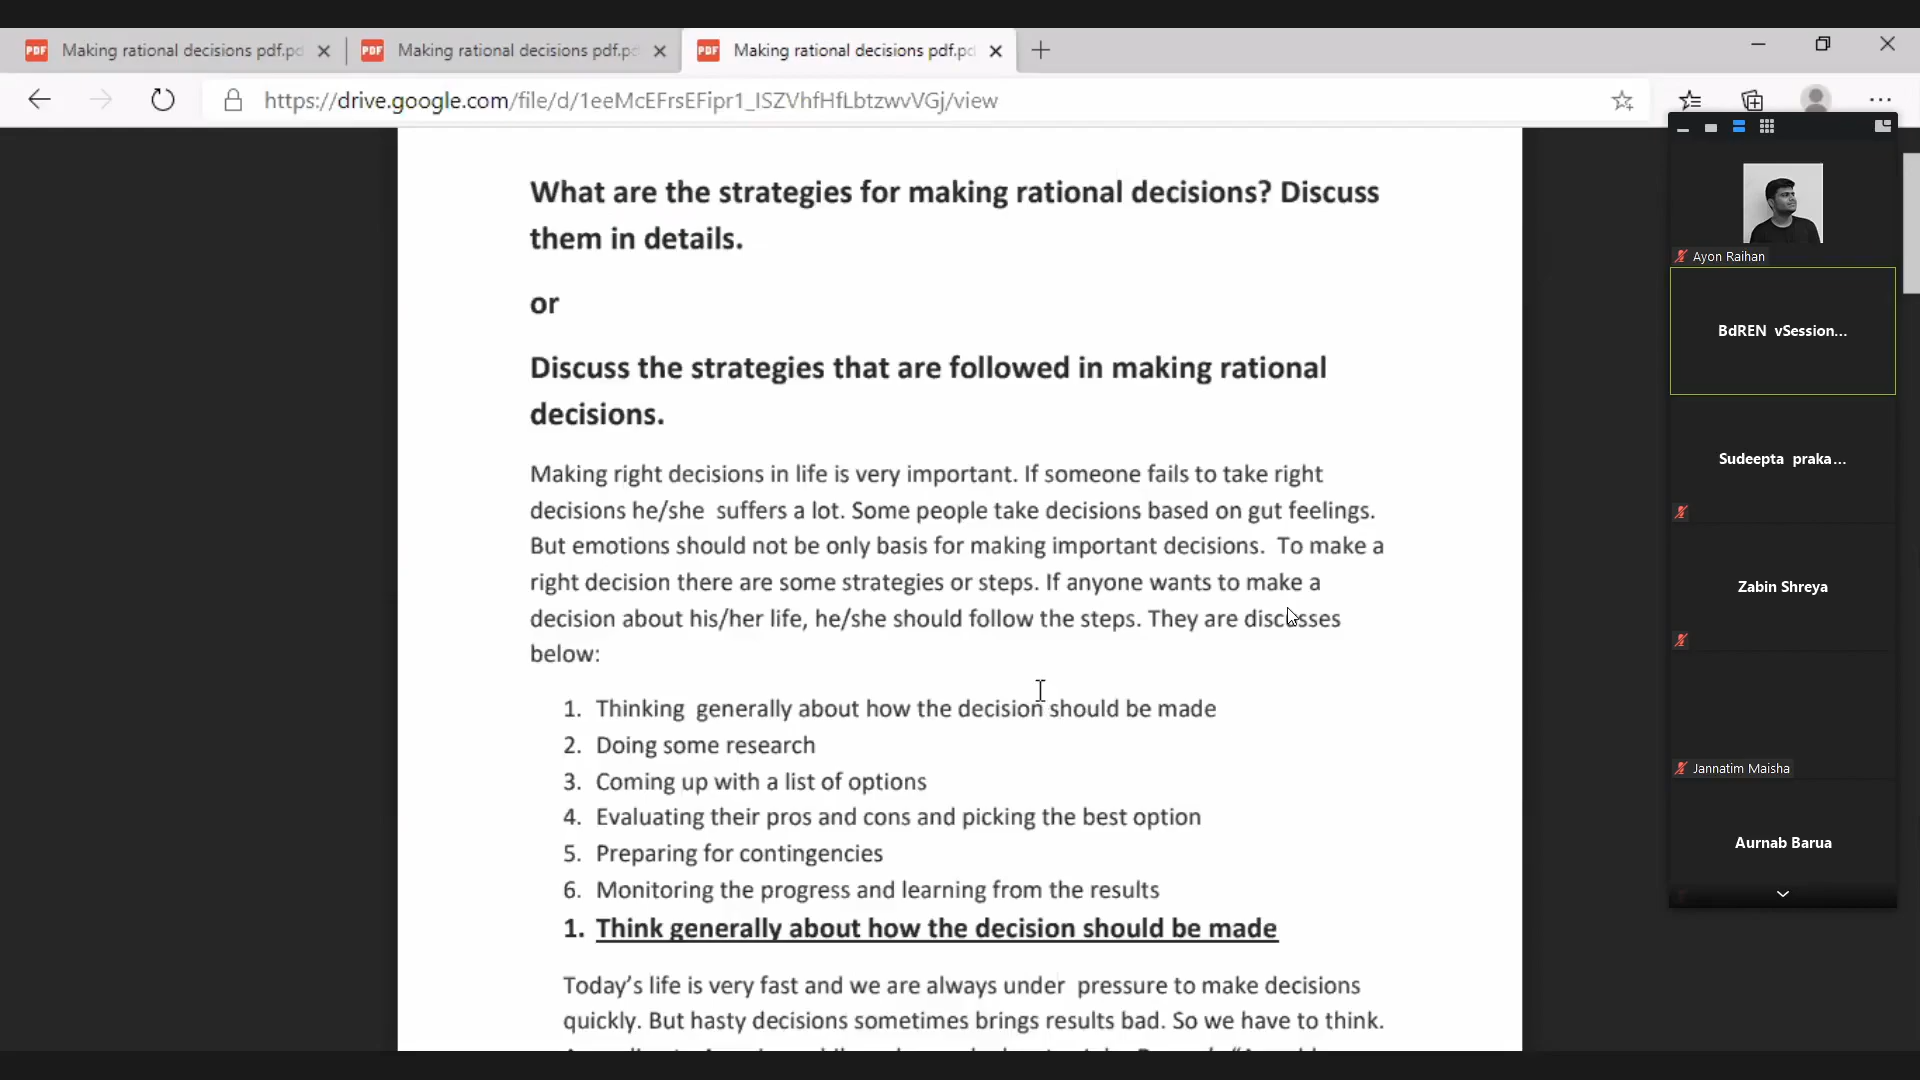 Making rational decisions pdf.pd
Making rational decisions pdf.pd
Making rational decisions pdf.pd
https://drive.google.com/file/d/1eeMcEFrsEFipr1_ISZVhfHfLbtzwvVGj/view
What are the strategies for making rational decisions? Discuss
them in details.
or
Discuss the strategies that are followed in making rational
decisions.
Making right decisions in life is very important. If someone fails to take right
decisions he/she suffers a lot. Some people take decisions based on gut feelings.
But emotions should not be only basis for making important decisions. To make a
right decision there are some strategies or steps. If anyone wants to make a
decision about his/her life, he/she should follow the steps. They are discusses
below:
1. Thinking generally about how the decision should be made
2. Doing some research
3. Coming up with a list of options
4. Evaluating their pros and cons and picking the best option
5. Preparing for contingencies
6. Monitoring the progress and learning from the results
1. Think generally about how the decision should be made
Today's life is very fast and we are always under pressure to make decisions
quickly. But hasty decisions sometimes brings results bad. So we have to think.
Ayon Raihan
BdREN vSession...
Sudeepta praka...
Zabin Shreya
Jannatim Maisha
Aurnab Barua